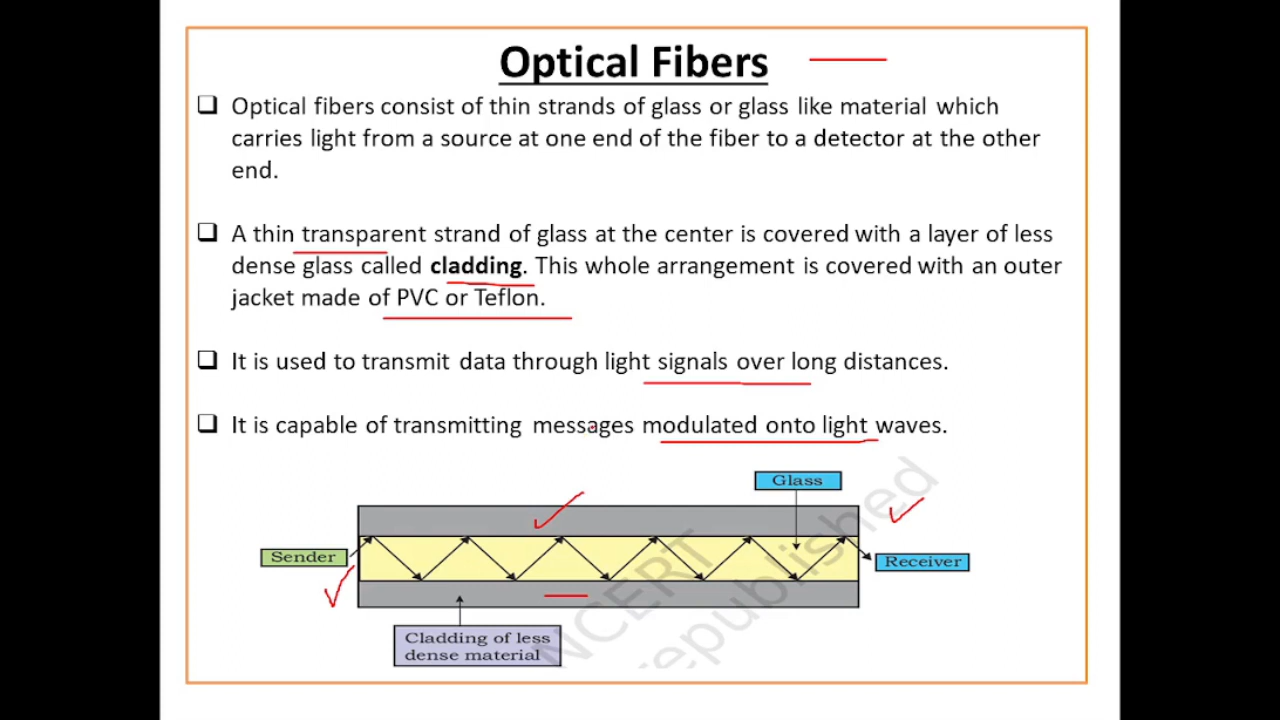 Optical Fibers
❑ Optical fibers consist of thin strands of glass or glass like material which
carries light from a source at one end of the fiber to a detector at the other
end.
❑ A thin transparent strand of glass at the center is covered with a layer of less
dense glass called cladding. This whole arrangement is covered with an outer
jacket made of PVC or Teflon.
❑ It is used to transmit data through light signals over long distances.
❑ It is capable of transmitting messages modulated onto light waves.
Glass
Sender
Receiver
Cladding of less
dense material
NCERT
republished